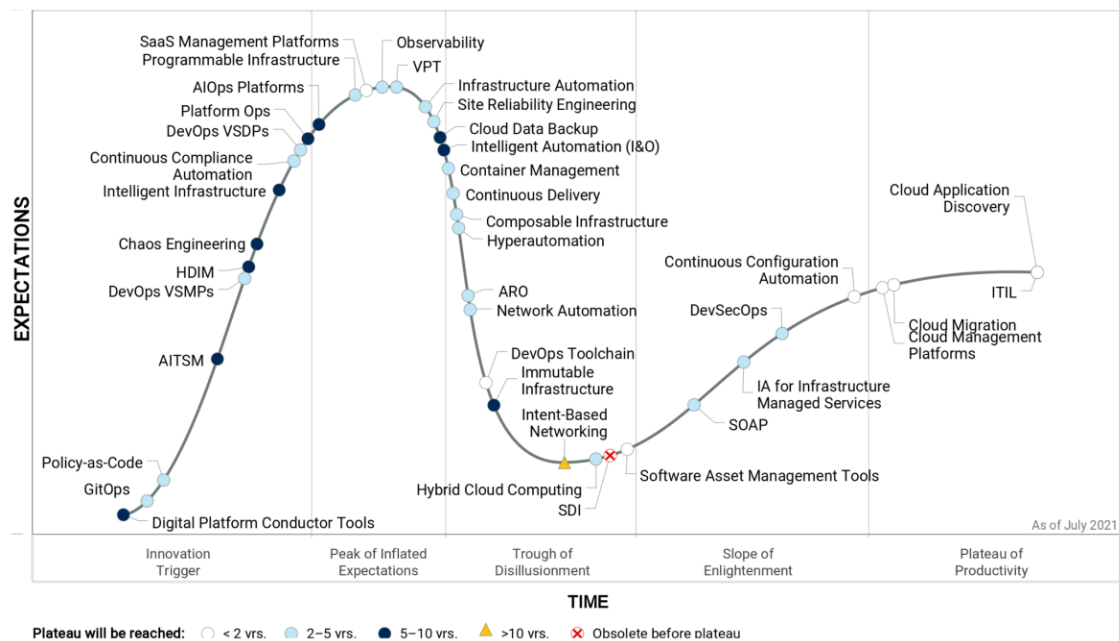 SaaS Management Platforms
Programmable Infrastructure
AIOps Platforms
Platform Ops
DevOps VSDPs
Continuous Compliance
Automation
Intelligent Infrastructure
Chaos Engineering
HDIM
DevOps VSMPs
AITSM
Policy-as-Code
GitOps
Digital Platform Conductor Tools
Observability
VPT
Infrastructure Automation
Site Reliability Engineering
Cloud Data Backup
Intelligent Automation (I&O)
Container Management
Continuous Delivery
Composable Infrastructure
Hyperautomation
ARO
Network Automation
DevOps Toolchain
Immutable
Infrastructure
Intent-Based
Networking
Hybrid Cloud Computing
SDI
Software Asset Management Tools
SOAP
IA for Infrastructure
Managed Services
DevSecOps
Continuous Configuration
Automation
Cloud Migration
Cloud Management
Platforms
Cloud Application
Discovery
ITIL
EXPECTATIONS
As of July 2021
Innovation
Trigger
Peak of Inflated
Expectations
Trough of
Disillusionment
Slope of
Enlightenment
Plateau of
Productivity
TIME
Plateau will be reached: < 2 yrs. 2–5 yrs. 5–10 yrs. >10 yrs. Obsolete before plateau